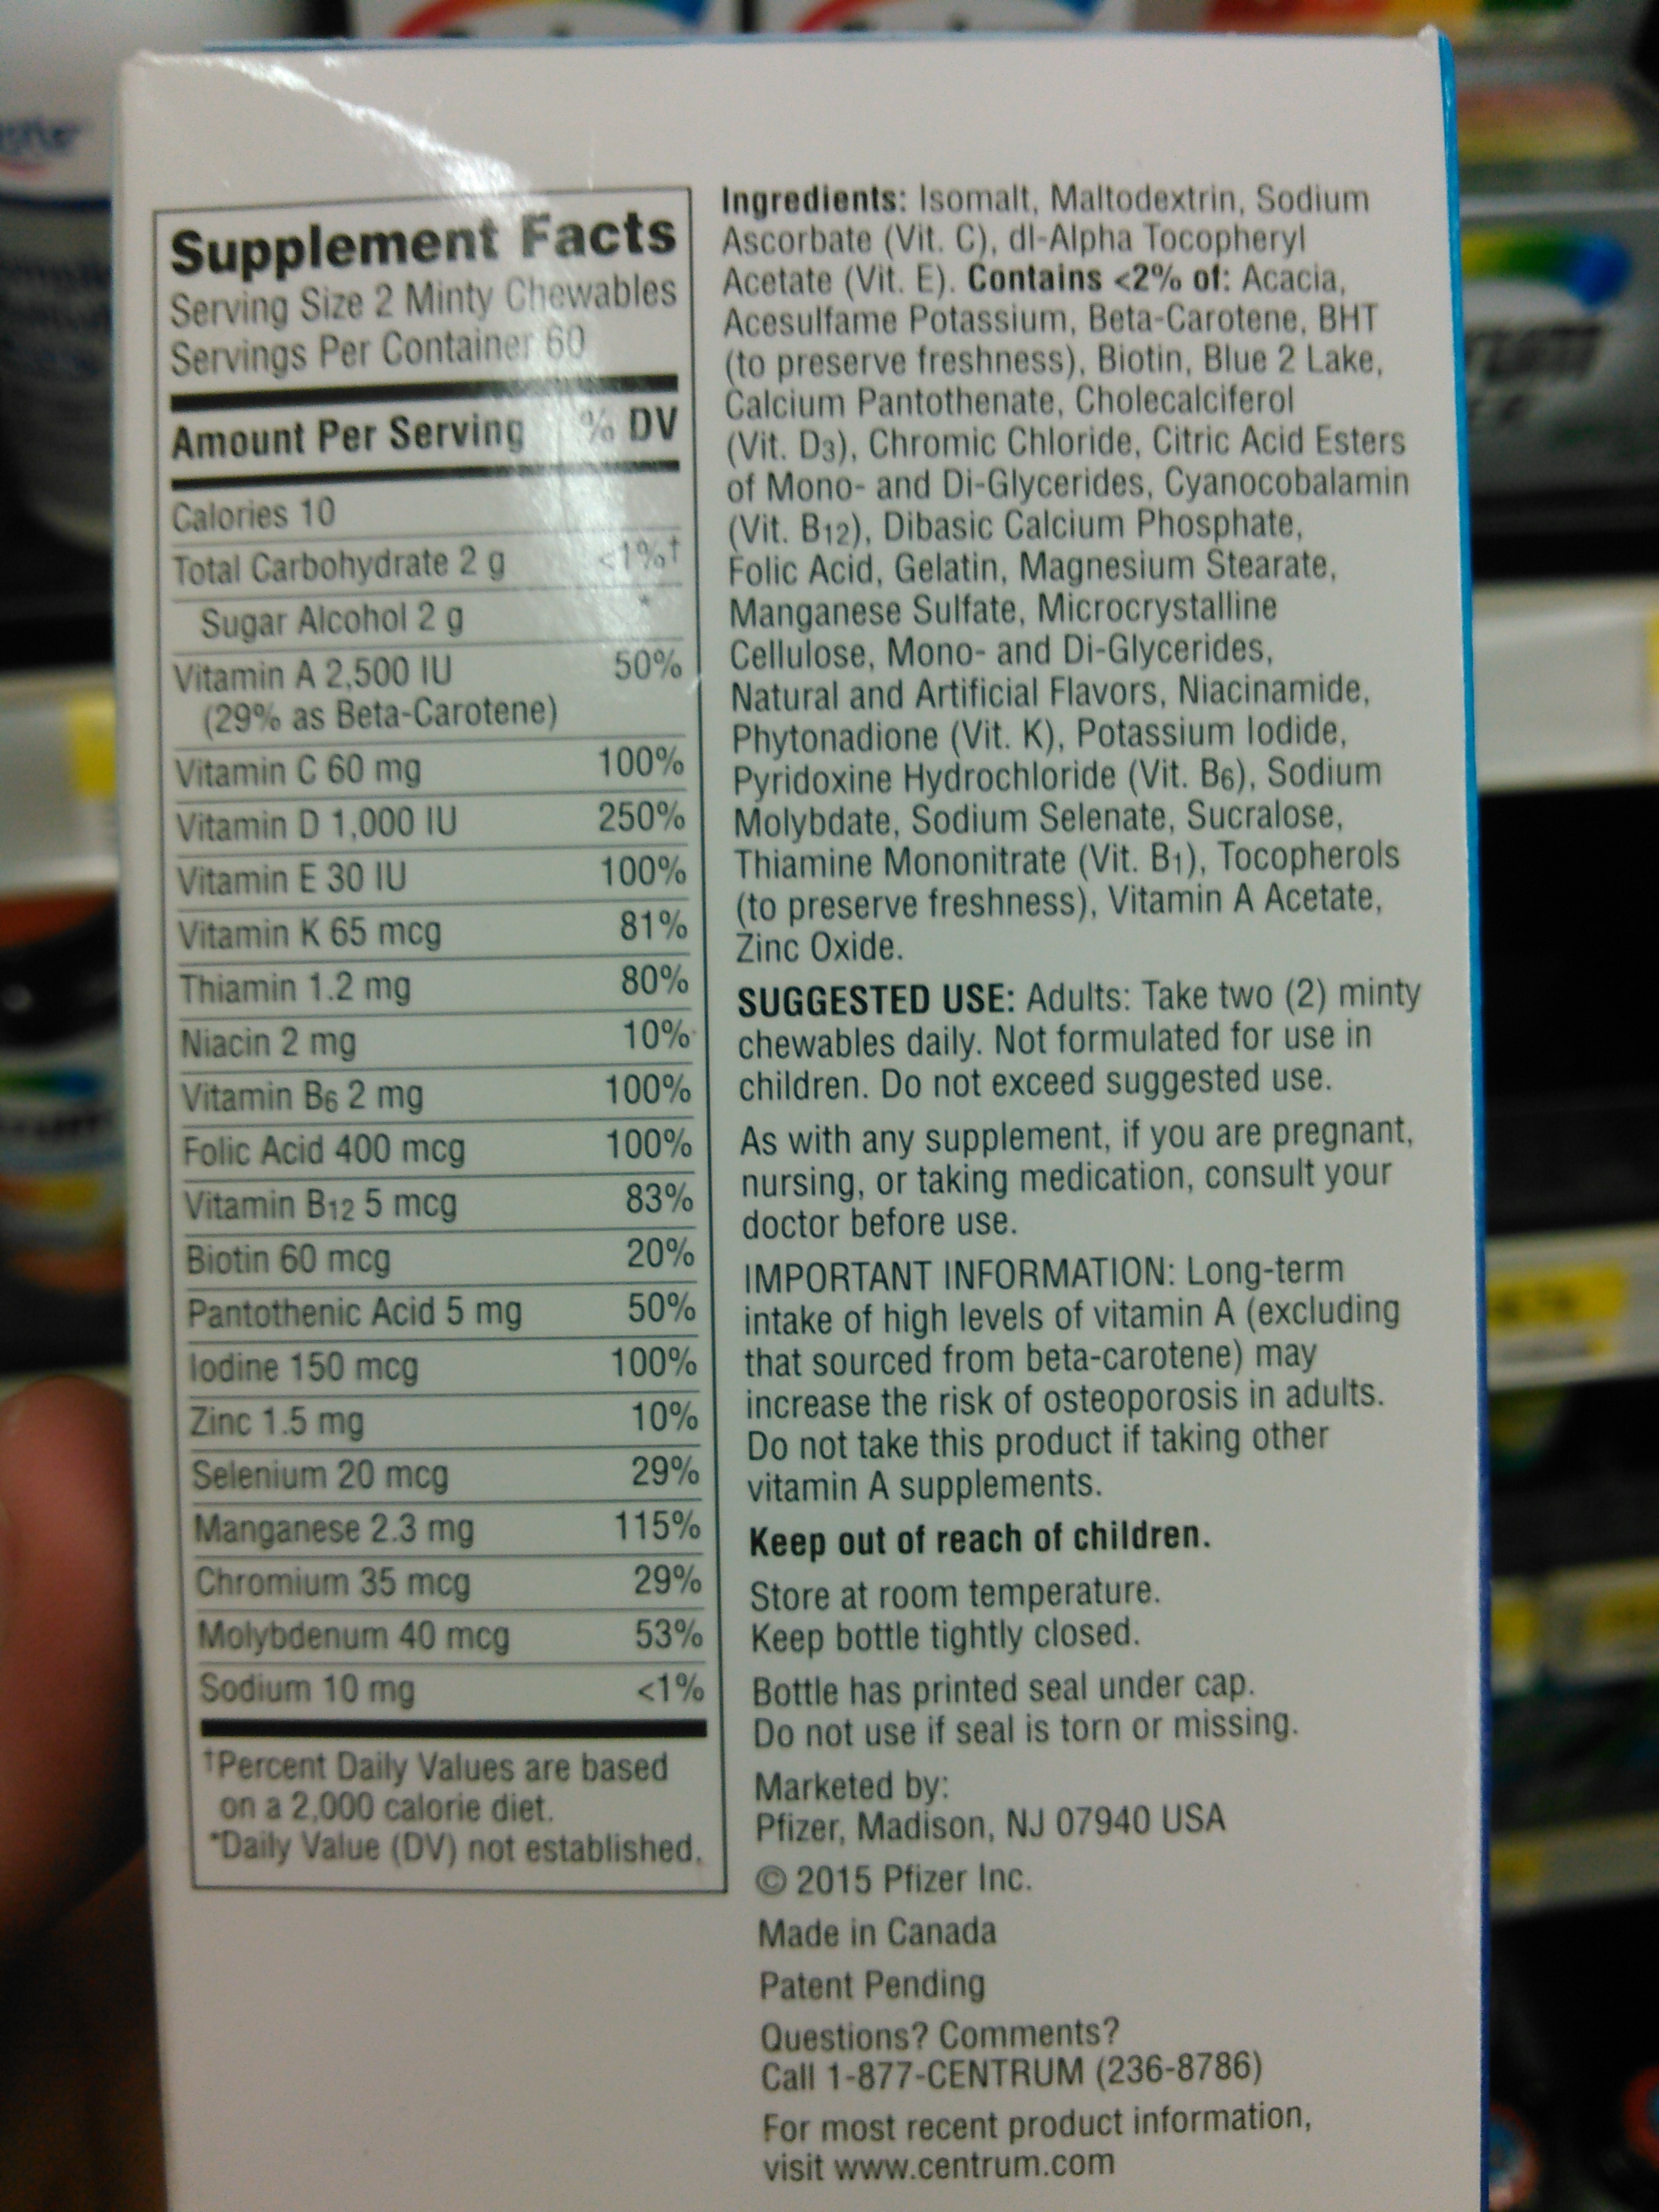 Supplement Facts
Serving Size 2 Minty Chewables
Servings Per Container 60
Amount Per Serving % DV
Calories 10
Total Carbohydrate 2 g <1%†
Sugar Alcohol 2 g *
Vitamin A 2,500 IU 50%
(29% as Beta-Carotene)
Vitamin C 60 mg 100%
Vitamin D 1,000 IU 250%
Vitamin E 30 IU 100%
Vitamin K 65 mcg 81%
Thiamin 1.2 mg 80%
Niacin 2 mg 10%
Vitamin B6 2 mg 100%
Folic Acid 400 mcg 100%
Vitamin B12 5 mcg 83%
Biotin 60 mcg 20%
Pantothenic Acid 5 mg 50%
Iodine 150 mcg 100%
Zinc 1.5 mg 10%
Selenium 20 mcg 29%
Manganese 2.3 mg 115%
Chromium 35 mcg 29%
Molybdenum 40 mcg 53%
Sodium 10 mg <1%
†Percent Daily Values are based
on a 2,000 calorie diet.
*Daily Value (DV) not established.
Ingredients: Isomalt, Maltodextrin, Sodium
Ascorbate (Vit. C), dl-Alpha Tocopheryl
Acetate (Vit. E). Contains <2% of: Acacia,
Acesulfame Potassium, Beta-Carotene, BHT
(to preserve freshness), Biotin, Blue 2 Lake,
Calcium Pantothenate, Cholecalciferol
(Vit. D3), Chromic Chloride, Citric Acid Esters
of Mono- and Di-Glycerides, Cyanocobalamin
(Vit. B12), Dibasic Calcium Phosphate,
Folic Acid, Gelatin, Magnesium Stearate,
Manganese Sulfate, Microcrystalline
Cellulose, Mono- and Di-Glycerides,
Natural and Artificial Flavors, Niacinamide,
Phytonadione (Vit. K), Potassium Iodide,
Pyridoxine Hydrochloride (Vit. B6), Sodium
Molybdate, Sodium Selenate, Sucralose,
Thiamine Mononitrate (Vit. B1), Tocopherols
(to preserve freshness), Vitamin A Acetate,
Zinc Oxide.
SUGGESTED USE: Adults: Take two (2) minty
chewables daily. Not formulated for use in
children. Do not exceed suggested use.
As with any supplement, if you are pregnant,
nursing, or taking medication, consult your
doctor before use.
IMPORTANT INFORMATION: Long-term
intake of high levels of vitamin A (excluding
that sourced from beta-carotene) may
increase the risk of osteoporosis in adults.
Do not take this product if taking other
vitamin A supplements.
Keep out of reach of children.
Store at room temperature.
Keep bottle tightly closed.
Bottle has printed seal under cap.
Do not use if seal is torn or missing.
Marketed by:
Pfizer, Madison, NJ 07940 USA
© 2015 Pfizer Inc.
Made in Canada
Patent Pending
Questions? Comments?
Call 1-877-CENTRUM (236-8786)
For most recent product information,
visit www.centrum.com